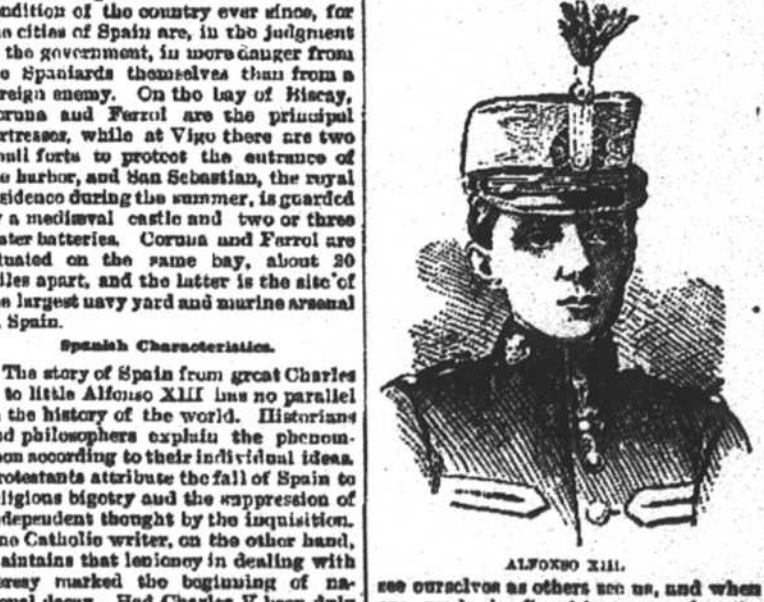 ndition of the country ever since, for
cities of Spain are, in the judgment
the government, in more danger from
Spaniards themselves than from a
reign enemy. On the bay of Biscay,
oruna and Ferrol are the principal
rtresses, while at Vigo there are two
all forts to protect the entrance of
harbor, and San Sebastian, the royal
sidence during the summer, is guarded
a mediæval castle and two or three
ater batteries. Coruna and Ferrol are
tuated on the same bay, about 20
iles apart, and the latter is the site of
e largest navy yard and murine arsenal
Spain.
Spanish Characteristics.
The story of Spain from great Charles
to little Alfonso XIII has no parallel
the history of the world. Historians
d philosophers explain the phenom-
non according to their individual ideas.
rotestants attribute the fall of Spain to
ligious bigotry and the suppression of
dependent thought by the inquisition.
ne Catholic writer, on the other hand,
aintains that leniency in dealing with
eresy marked the beginning of na-
onal decay. Had Charles V been only
ALFONSO XIII.
see ourselves as others see us, and when